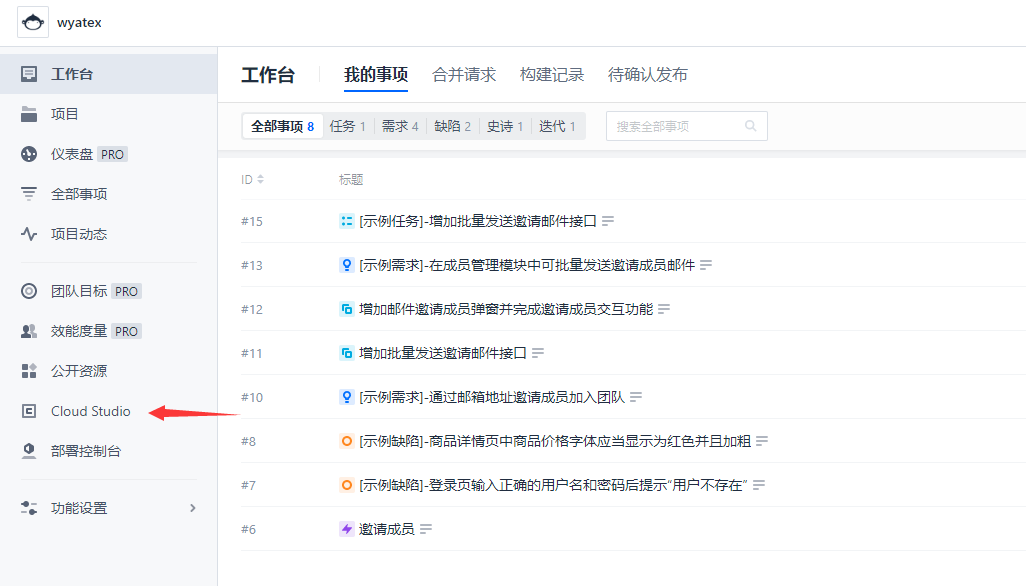 wyatex
工作台
项目
仪表盘 PRO
全部事项
项目动态
团队目标 PRO
效能度量 PRO
公开资源
Cloud Studio
部署控制台
功能设置
工作台 我的事项 合并请求 构建记录 待确认发布
全部事项 8 任务 1 需求 4 缺陷 2 史诗 1 迭代 1 搜索全部事项
ID 标题
#15 [示例任务]-增加批量发送邀请邮件接口
#13 [示例需求]-在成员管理模块中可批量发送邀请成员邮件
#12 增加邮件邀请成员弹窗并完成邀请成员交互功能
#11 增加批量发送邀请邮件接口
#10 [示例需求]-通过邮箱地址邀请成员加入团队
#8 [示例缺陷]-商品详情页中商品价格字体应当显示为红色并且加粗
#7 [示例缺陷]-登录页输入正确的用户名和密码后提示“用户不存在”
#6 邀请成员